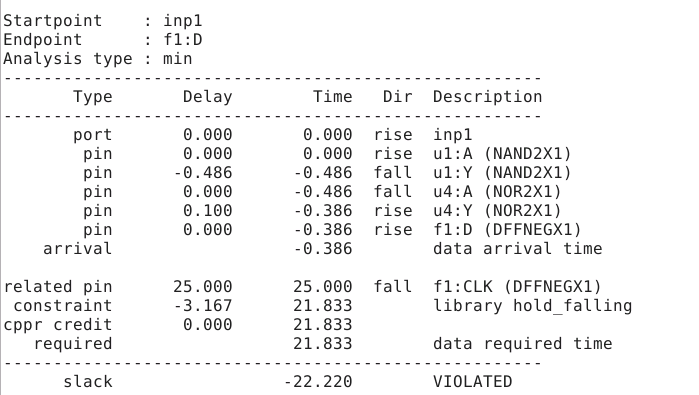 Startpoint    : inp1
Endpoint      : f1:D
Analysis type : min
------------------------------------------------------
       Type       Delay        Time   Dir  Description
------------------------------------------------------
       port       0.000       0.000  rise  inp1
        pin       0.000       0.000  rise  u1:A (NAND2X1)
        pin      -0.486      -0.486  fall  u1:Y (NAND2X1)
        pin       0.000      -0.486  fall  u4:A (NOR2X1)
        pin       0.100      -0.386  rise  u4:Y (NOR2X1)
        pin       0.000      -0.386  rise  f1:D (DFFNEGX1)
    arrival                  -0.386        data arrival time

related pin      25.000      25.000  fall  f1:CLK (DFFNEGX1)
 constraint      -3.167      21.833        library hold_falling
cppr credit       0.000      21.833
   required                  21.833        data required time
------------------------------------------------------
      slack                 -22.220        VIOLATED